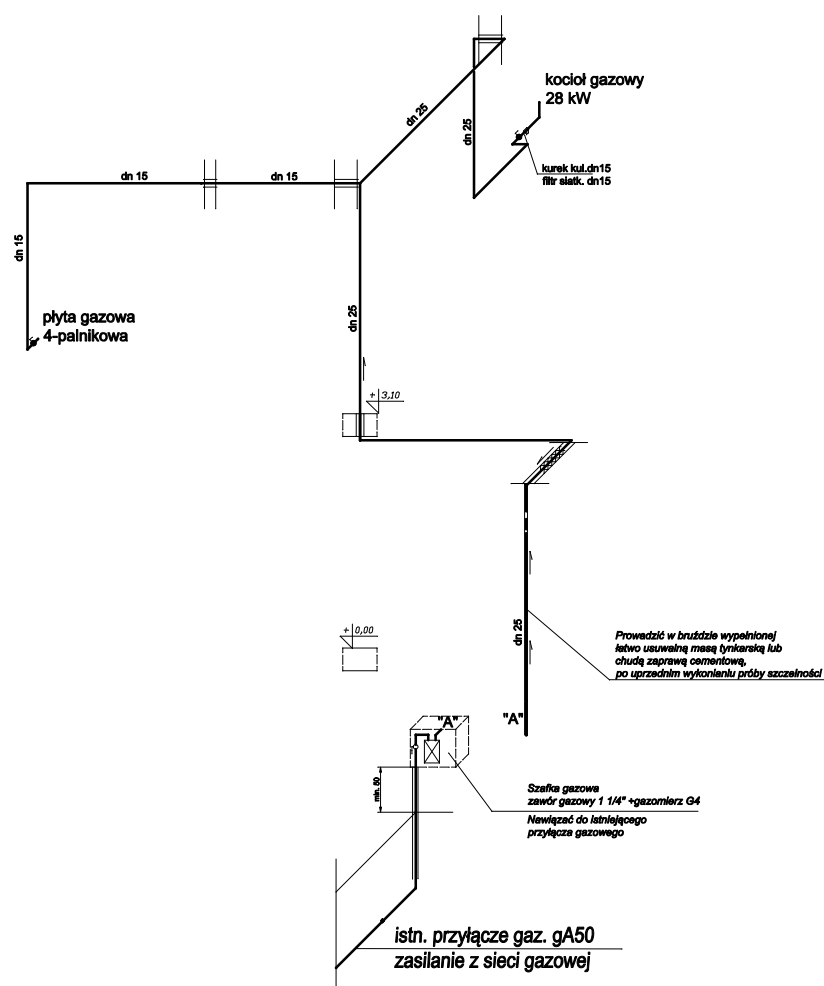 kocioł gazowy
28 kW
dn 25
dn 25
kurek kul.dn15
filtr siatk. dn15
dn 15
dn 15
dn 15
płyta gazowa
4-palnikowa
dn 25
+ 3,10
+ 0,00
dn 25
Prowadzić w bruździe wypełnionej
łatwo usuwalną masą tynkarską lub
chudą zaprawą cementową,
po uprzednim wykonianiu próby szczelności
"A"
"A"
min. 50
Szafka gazowa
zawór gazowy 1 1/4" +gazomierz G4
Nawiązać do istniejącego
przyłącza gazowego
istn. przyłącze gaz. gA50
zasilanie z sieci gazowej